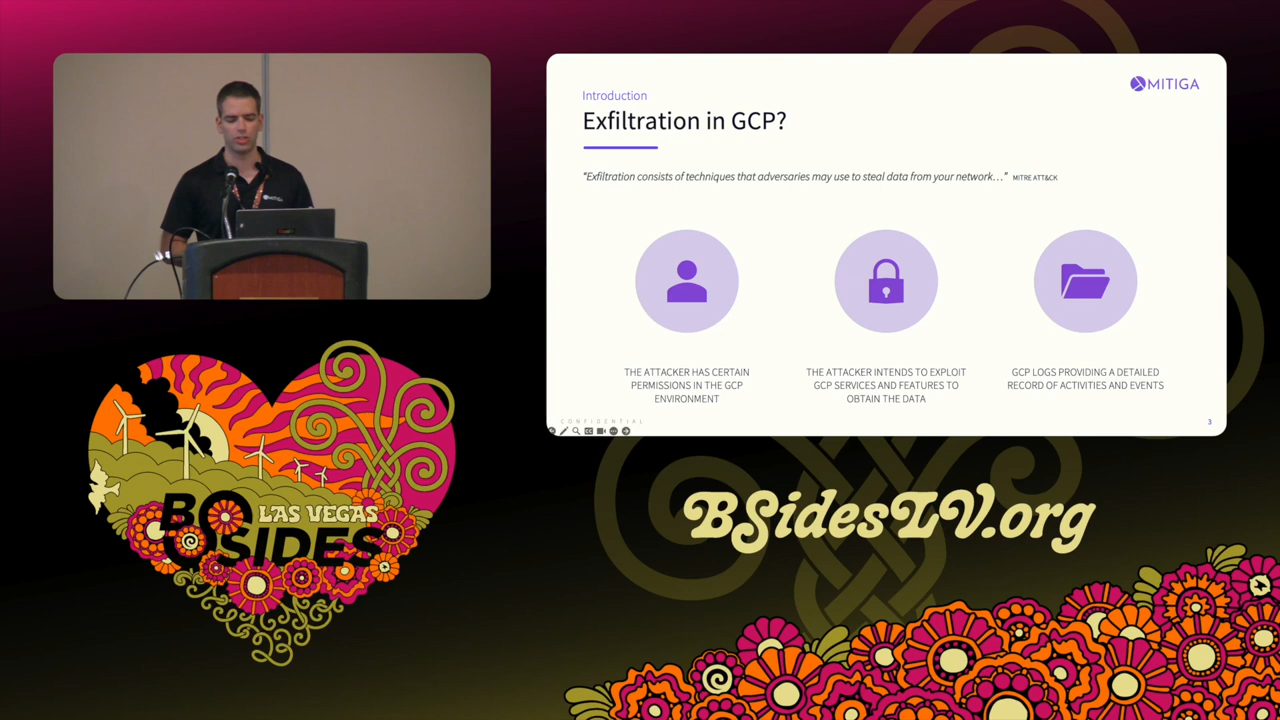 Introduction
Exfiltration in GCP?
MITIGA
“Exfiltration consists of techniques that adversaries may use to steal data from your network…” MITRE ATT&CK
THE ATTACKER HAS CERTAIN
PERMISSIONS IN THE GCP
ENVIRONMENT
THE ATTACKER INTENDS TO EXPLOIT
GCP SERVICES AND FEATURES TO
OBTAIN THE DATA
GCP LOGS PROVIDING A DETAILED
RECORD OF ACTIVITIES AND EVENTS
CONFIDENTIAL
3
BSIDES
LAS VEGAS
23
BSidesLV.org